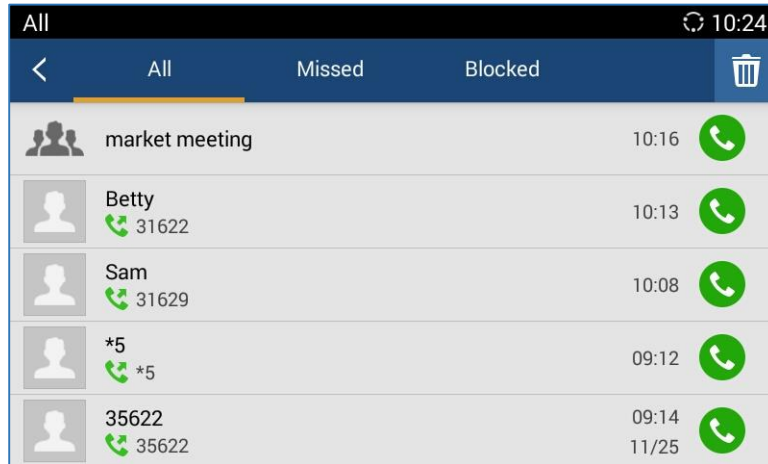 All 10:24
All Missed Blocked
market meeting 10:16
Betty
31622 10:13
Sam
31629 10:08
*5
*5 09:12
35622 09:14
35622 11/25